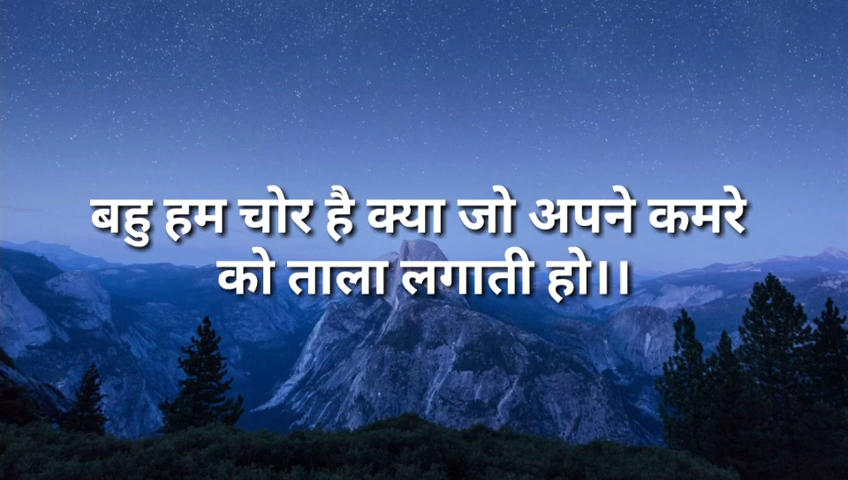 बहु हम चोर है क्या जो अपने कमरे
को ताला लगाती हो।।